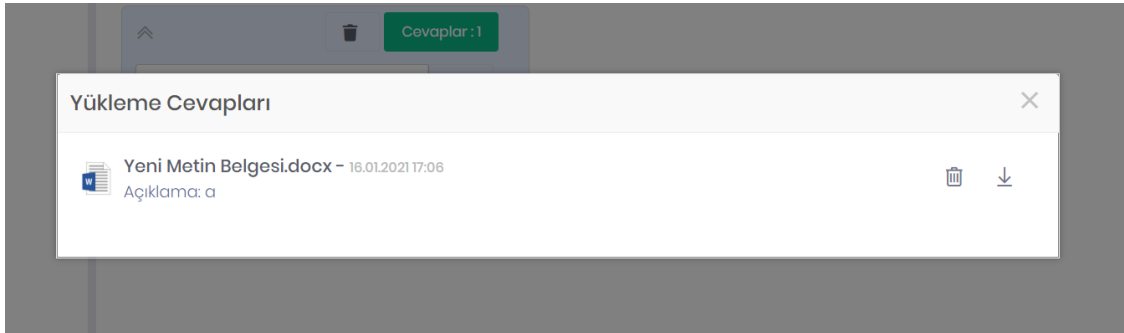 Cevaplar : 1
Yükleme Cevapları
Yeni Metin Belgesi.docx - 16.01.2021 17:06
Açıklama: a